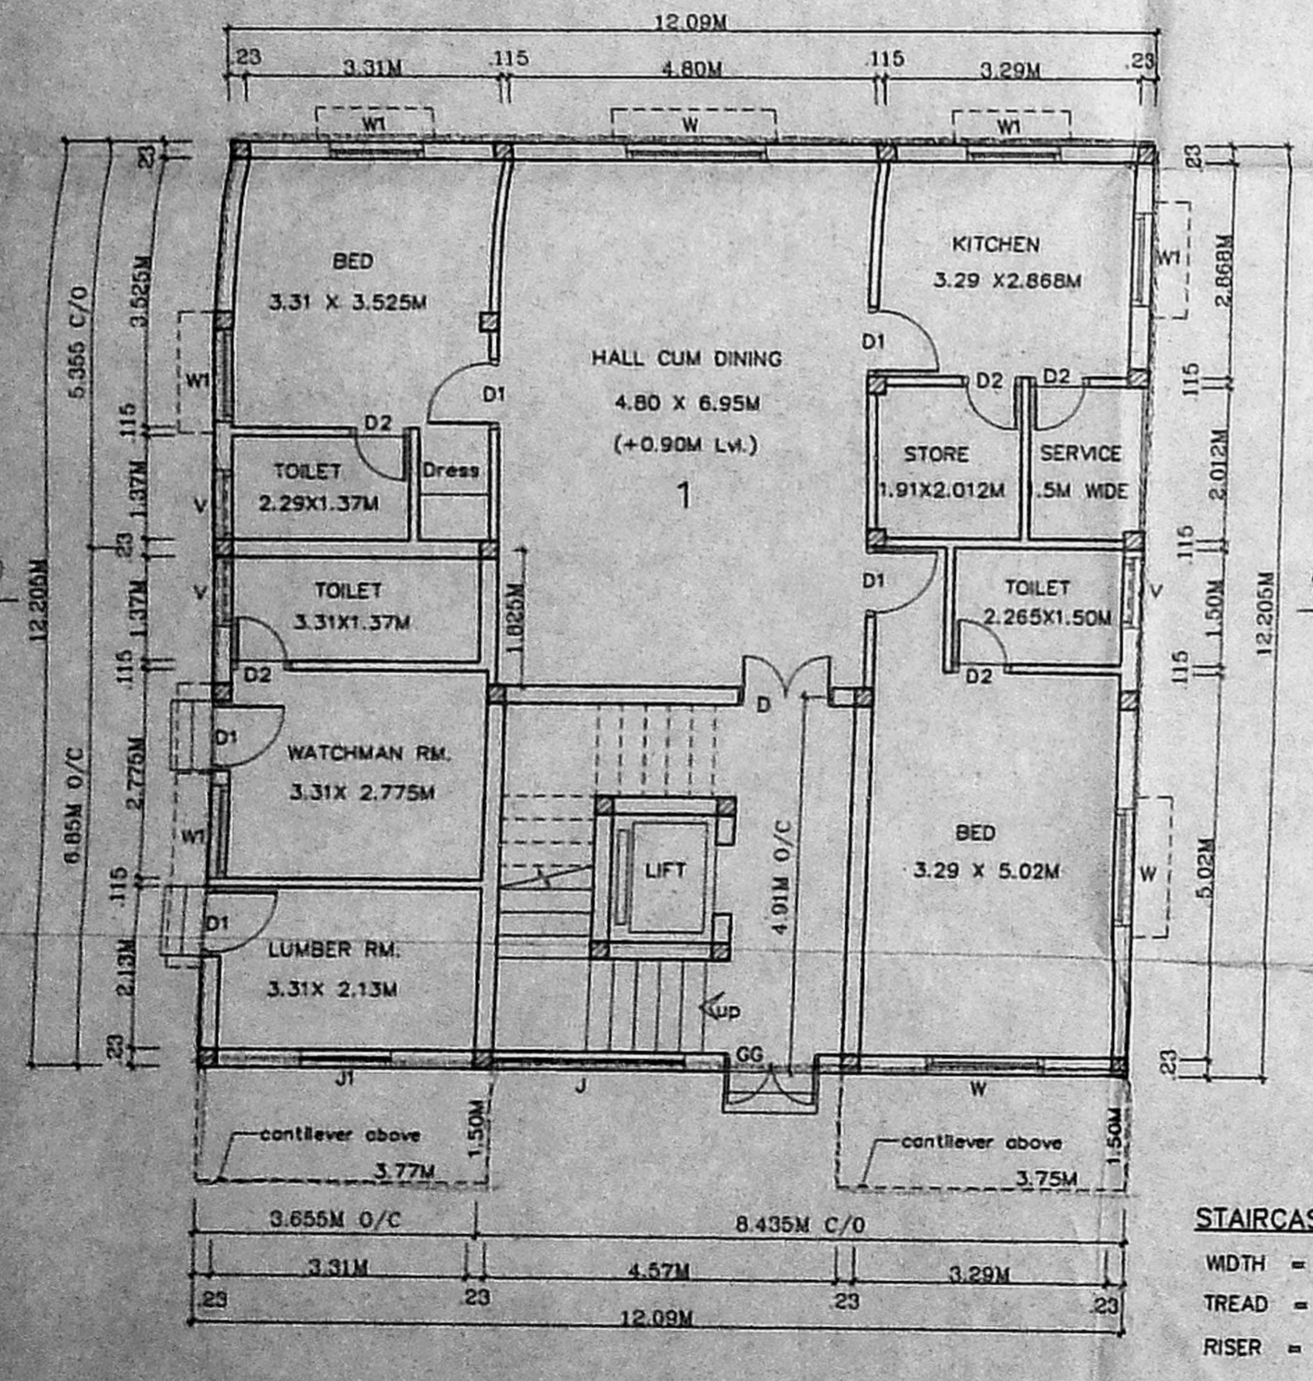 12.09M
.23 3.31M .115 4.80M .115 3.29M .23
W1 W W1
.23 .23
BED
3.31 X 3.525M
KITCHEN
3.29 X2.868M
W1
2.868M
3.525M
5.355 C/O
HALL CUM DINING
4.80 X 6.95M
(+0.90M Lvl.)
1
D1
W1
D1
D2 D2
.115
D2
.115
TOILET
2.29X1.37M
Dress
STORE
1.91X2.012M
SERVICE
.5M WIDE
2.012M
1.37M
V
.23
.115
TOILET
3.31X1.37M
V
1.37M
1.825M
D1
TOILET
2.265X1.50M
V
1.50M
12.205M
12.205M
.115
D2
D2
.115
D
D1
WATCHMAN RM.
3.31X 2.775M
2.775M
6.85M O/C
W1
LIFT
4.91M O/C
BED
3.29 X 5.02M
W
5.02M
.115
D1
LUMBER RM.
3.31X 2.13M
2.13M
up
.23
GG
.23
J1 J W
cantilever above
3.77M
1.50M
cantilever above
3.75M
1.50M
3.655M O/C 8.435M C/O
3.31M 4.57M 3.29M
.23 .23 .23 .23
12.09M
STAIRCAS
WIDTH =
TREAD =
RISER =